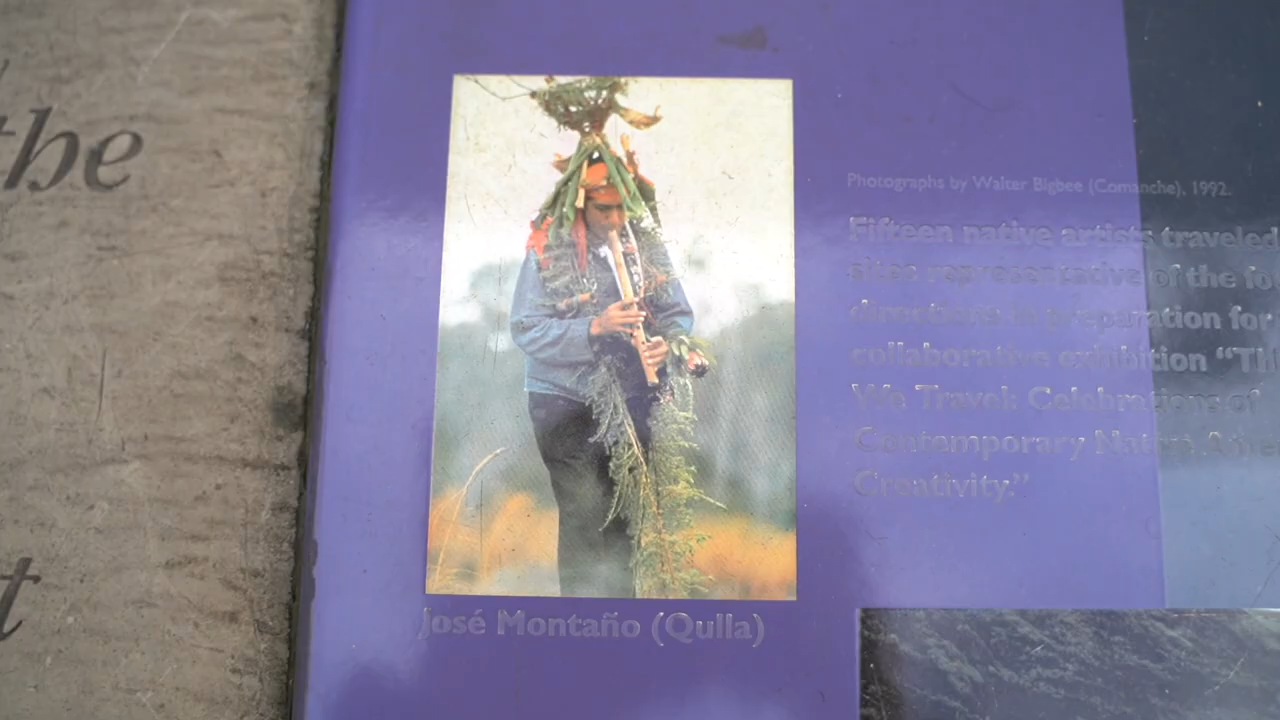 the
t
Photographs by Walter Bigbee (Comanche), 1992.
Fifteen native artists traveled
sites representative of the fo
directions in preparation for
collaborative exhibition “Th
We Travel: Celebrations of
Contemporary Native Ame
Creativity.”
José Montaño (Qulla)